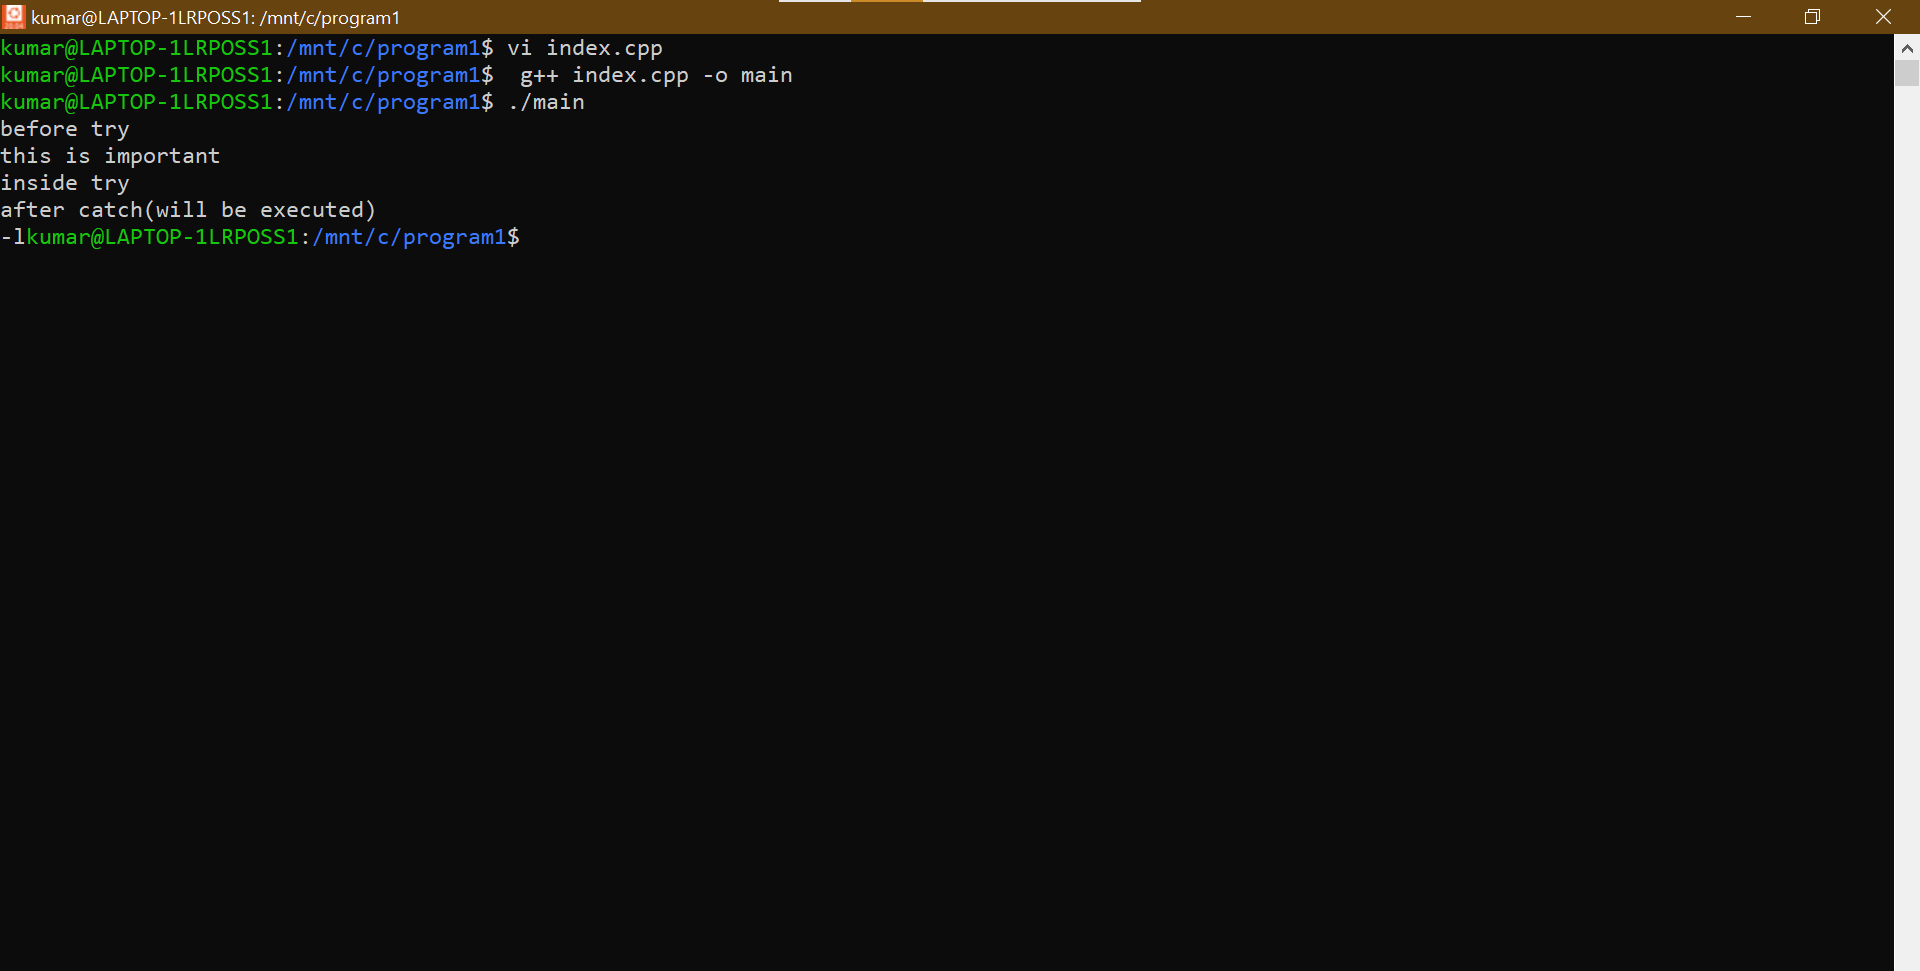 kumar@LAPTOP-1LRPOSS1: /mnt/c/program1
kumar@LAPTOP-1LRPOSS1:/mnt/c/program1$ vi index.cpp
kumar@LAPTOP-1LRPOSS1:/mnt/c/program1$  g++ index.cpp -o main
kumar@LAPTOP-1LRPOSS1:/mnt/c/program1$ ./main
before try
this is important
inside try
after catch(will be executed)
-lkumar@LAPTOP-1LRPOSS1:/mnt/c/program1$